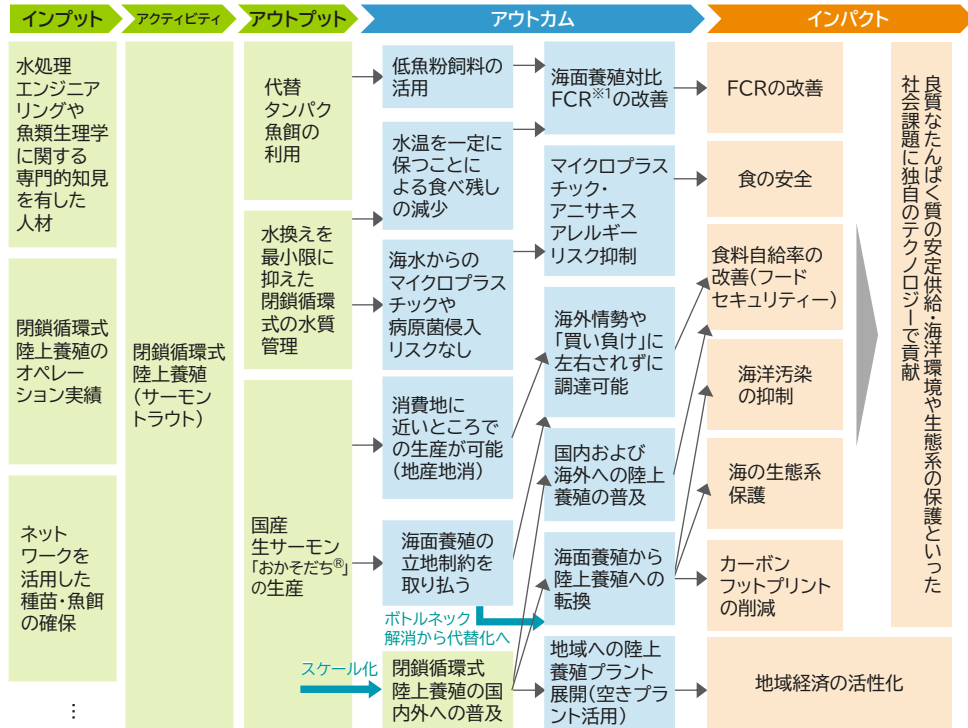 インプット
アクティビティ
アウトプット
アウトカム
インパクト
水処理
エンジニア
リングや
魚類生理学
に関する
専門的知見
を有した
人材
閉鎖循環式
陸上養殖の
オペレー
ション実績
ネット
ワークを
活用した
種苗・魚餌
の確保
⋮
閉鎖循環式
陸上養殖
(サーモン
トラウト)
代替
タンパク
魚餌の
利用
水換えを
最小限に
抑えた
閉鎖循環
式の水質
管理
国産
生サーモン
「おかそだち®」
の生産
スケール化
低魚粉飼料の
活用
水温を一定に
保つことに
よる食べ残し
の減少
海水からの
マイクロプラス
チックや
病原菌侵入
リスクなし
消費地に
近いところで
の生産が可能
(地産地消)
海面養殖の
立地制約を
取り払う
ボトルネック
解消から代替化へ
閉鎖循環式
陸上養殖の国
内外への普及
海面養殖対比
FCR※1の改善
マイクロプラス
チック・
アニサキス
アレルギー
リスク抑制
海外情勢や
「買い負け」に
左右されずに
調達可能
国内および
海外への陸上
養殖の普及
海面養殖から
陸上養殖への
転換
地域への陸上
養殖プラント
展開(空きプラ
ント活用)
FCRの改善
食の安全
食料自給率の
改善(フード
セキュリティー)
海洋汚染
の抑制
海の生態系
保護
カーボン
フットプリント
の削減
地域経済の活性化
良質なたんぱく質の安定供給・海洋環境や生態系の保護といった
社会課題に独自のテクノロジーで貢献